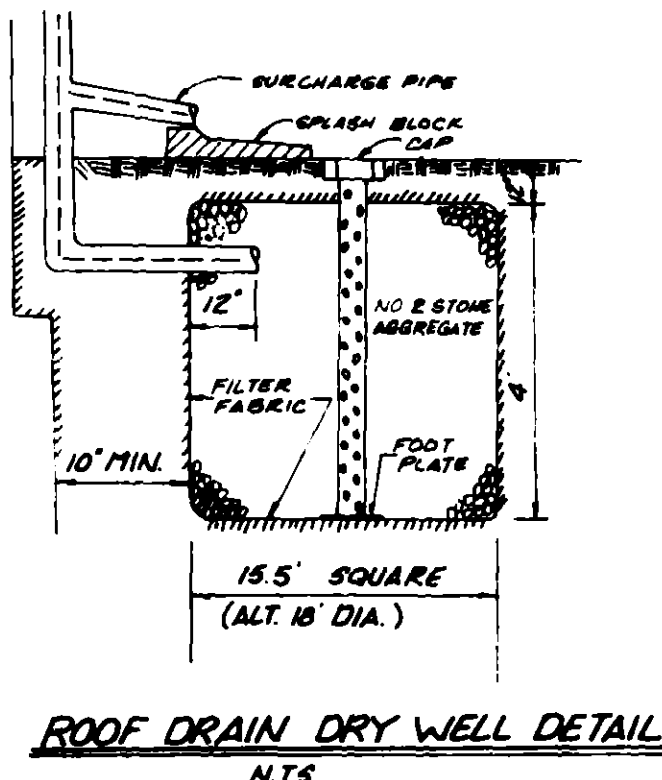 SURCHARGE PIPE
SPLASH BLOCK
CAP
12"
NO 2 STONE
AGGREGATE
4'
FILTER
FABRIC
10" MIN.
FOOT
PLATE
15.5' SQUARE
(ALT. 18' DIA.)
ROOF DRAIN DRY WELL DETAIL
N.T.S.